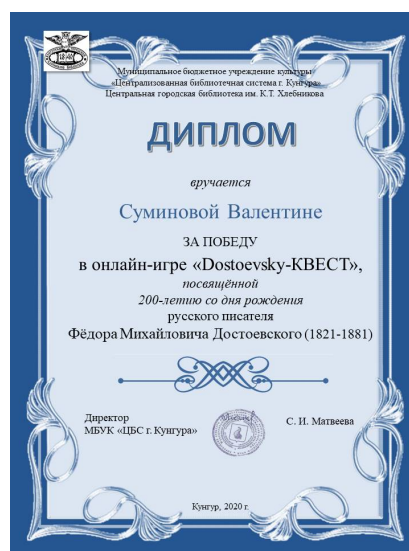 Муниципальное бюджетное учреждение культуры
«Централизованная библиотечная система г. Кунгура»
Центральная городская библиотека им. К.Т. Хлебникова
ДИПЛОМ
вручается
Суминовой Валентине
ЗА ПОБЕДУ
в онлайн-игре «Dostoevsky-КВЕСТ»,
посвящённой
200-летию со дня рождения
русского писателя
Фёдора Михайловича Достоевского (1821-1881)
Директор
МБУК «ЦБС г. Кунгура»
С. И. Матвеева
Кунгур, 2020 г.